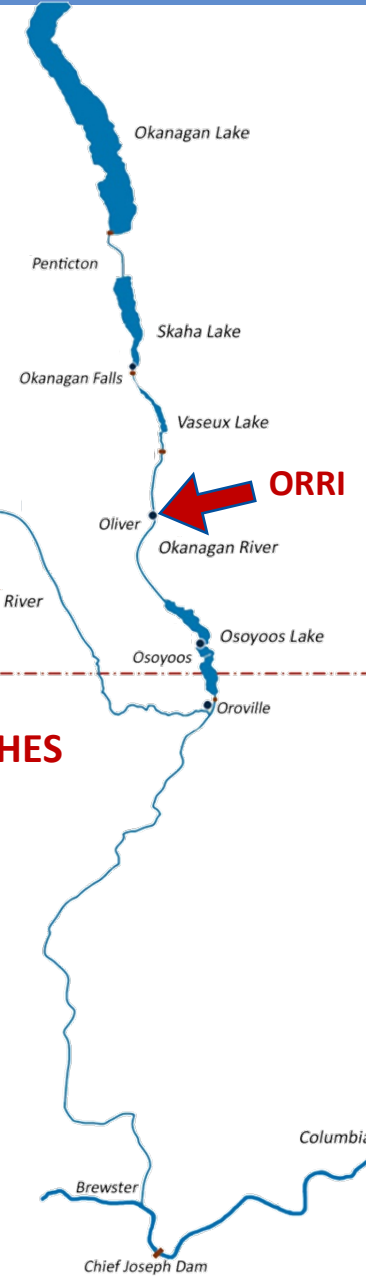 Okanagan Lake
Penticton
Skaha Lake
Okanagan Falls
Vaseux Lake
ORRI
Oliver
Okanagan River
River
Osoyoos Lake
Osoyoos
Oroville
HES
Columbia
Brewster
Chief Joseph Dam